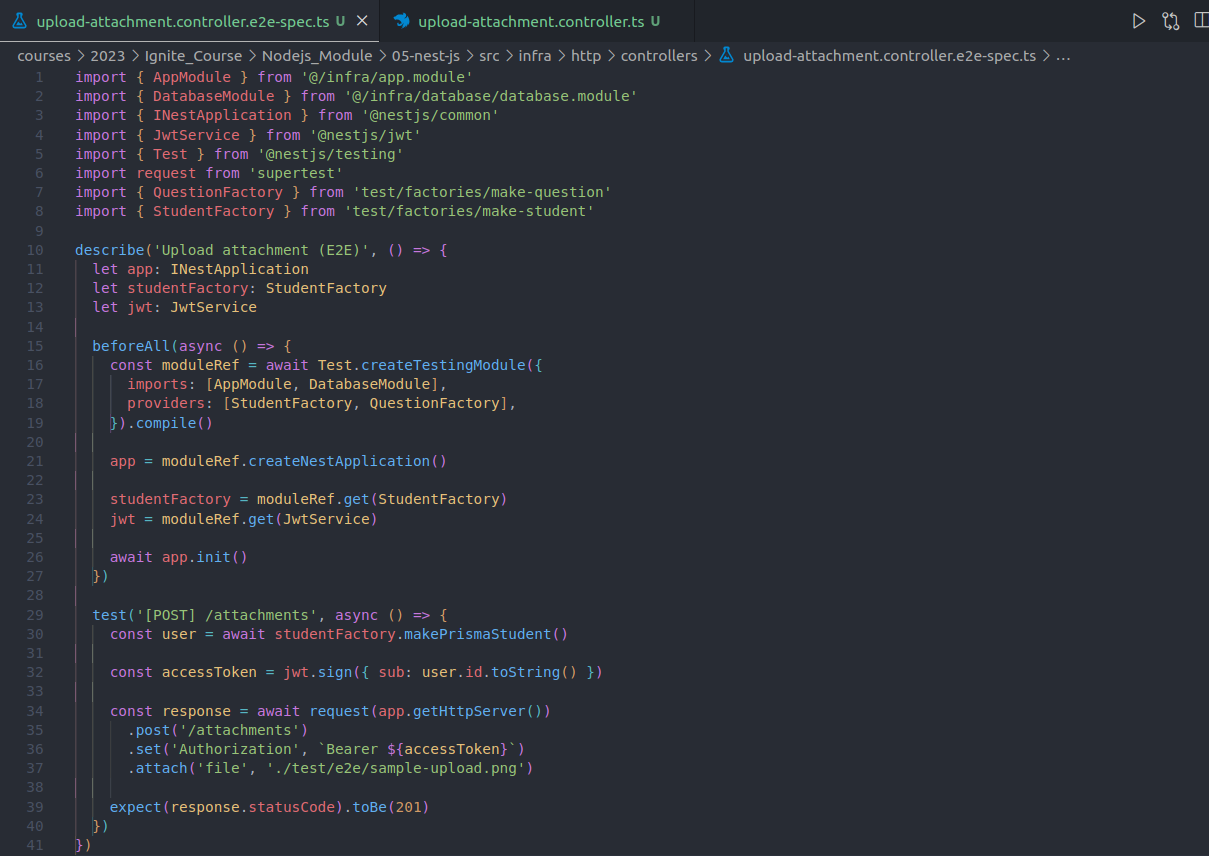 upload-attachment.controller.e2e-spec.ts U
upload-attachment.controller.ts U
courses > 2023 > Ignite_Course > Nodejs_Module > 05-nest-js > src > infra > http > controllers > upload-attachment.controller.e2e-spec.ts > ...
1 import { AppModule } from '@/infra/app.module'
2 import { DatabaseModule } from '@/infra/database/database.module'
3 import { INestApplication } from '@nestjs/common'
4 import { JwtService } from '@nestjs/jwt'
5 import { Test } from '@nestjs/testing'
6 import request from 'supertest'
7 import { QuestionFactory } from 'test/factories/make-question'
8 import { StudentFactory } from 'test/factories/make-student'
9
10 describe('Upload attachment (E2E)', () => {
11   let app: INestApplication
12   let studentFactory: StudentFactory
13   let jwt: JwtService
14
15   beforeAll(async () => {
16     const moduleRef = await Test.createTestingModule({
17       imports: [AppModule, DatabaseModule],
18       providers: [StudentFactory, QuestionFactory],
19     }).compile()
20
21     app = moduleRef.createNestApplication()
22
23     studentFactory = moduleRef.get(StudentFactory)
24     jwt = moduleRef.get(JwtService)
25
26     await app.init()
27   })
28
29   test('[POST] /attachments', async () => {
30     const user = await studentFactory.makePrismaStudent()
31
32     const accessToken = jwt.sign({ sub: user.id.toString() })
33
34     const response = await request(app.getHttpServer())
35       .post('/attachments')
36       .set('Authorization', `Bearer ${accessToken}`)
37       .attach('file', './test/e2e/sample-upload.png')
38
39     expect(response.statusCode).toBe(201)
40   })
41 })